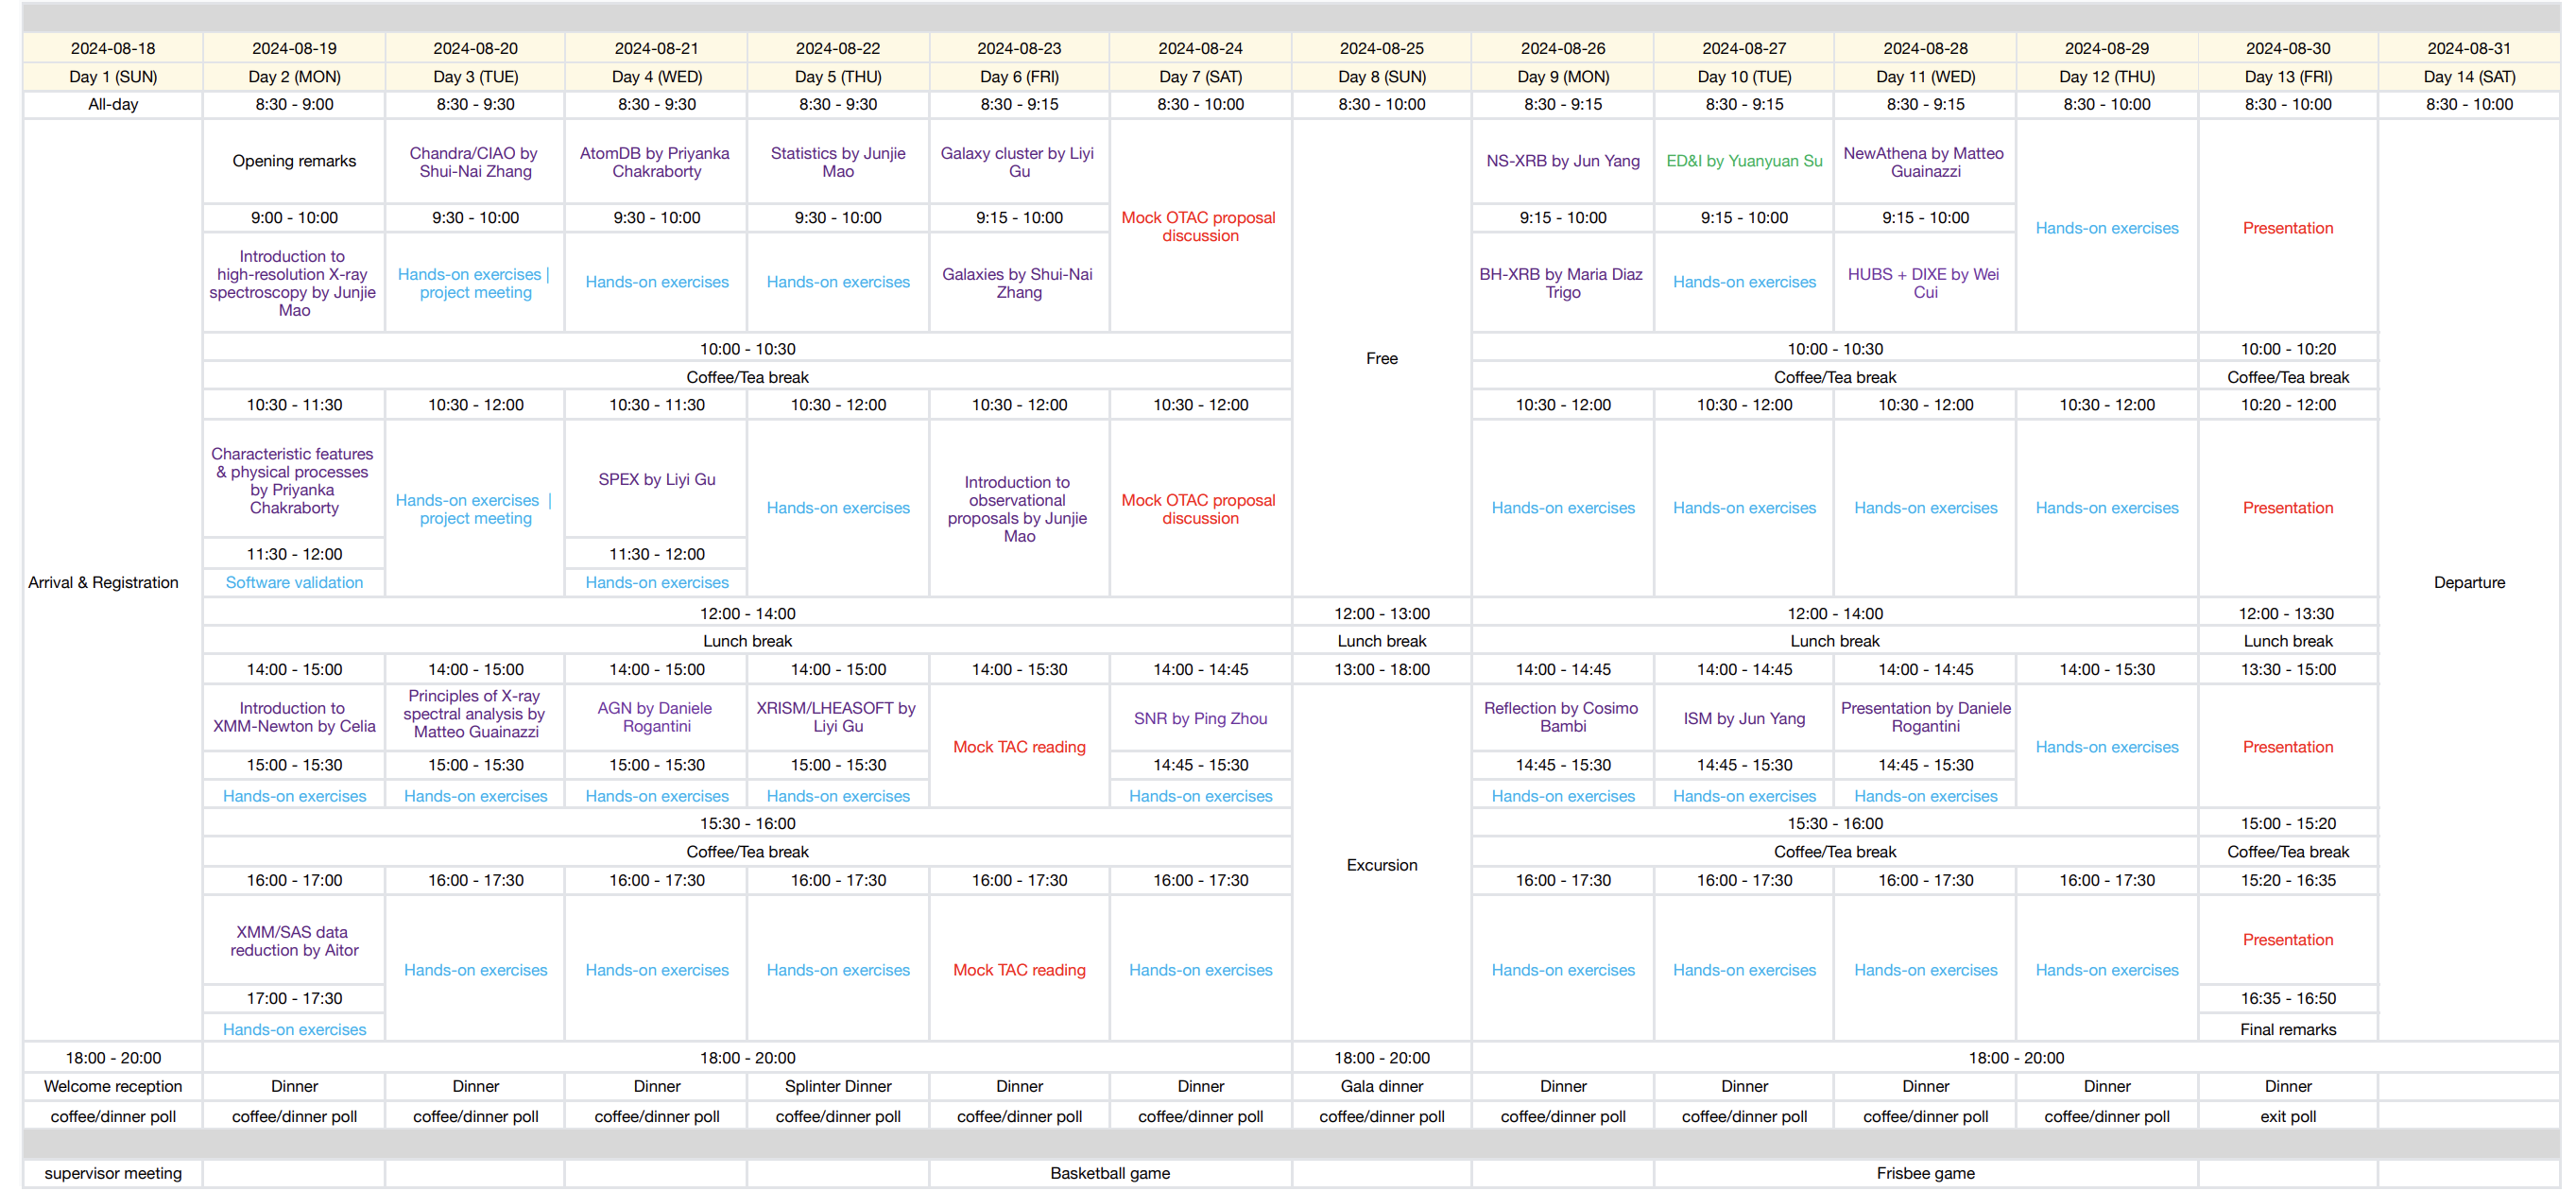 2024-08-18 2024-08-19 2024-08-20 2024-08-21 2024-08-22 2024-08-23 2024-08-24 2024-08-25 2024-08-26 2024-08-27 2024-08-28 2024-08-29 2024-08-30 2024-08-31
Day 1 (SUN) Day 2 (MON) Day 3 (TUE) Day 4 (WED) Day 5 (THU) Day 6 (FRI) Day 7 (SAT) Day 8 (SUN) Day 9 (MON) Day 10 (TUE) Day 11 (WED) Day 12 (THU) Day 13 (FRI) Day 14 (SAT)
All-day 8:30 - 9:00 8:30 - 9:30 8:30 - 9:30 8:30 - 9:30 8:30 - 9:15 8:30 - 10:00 8:30 - 10:00 8:30 - 9:15 8:30 - 9:15 8:30 - 9:15 8:30 - 10:00 8:30 - 10:00 8:30 - 10:00
Opening remarks
Chandra/CIAO by
Shui-Nai Zhang
AtomDB by Priyanka
Chakraborty
Statistics by Junjie
Mao
Galaxy cluster by Liyi
Gu
Mock OTAC proposal
discussion
Free
NS-XRB by Jun Yang
ED&I by Yuanyuan Su
NewAthena by Matteo
Guainazzi
Hands-on exercises
Presentation
9:00 - 10:00 9:30 - 10:00 9:30 - 10:00 9:30 - 10:00 9:15 - 10:00 9:15 - 10:00 9:15 - 10:00 9:15 - 10:00
Introduction to
high-resolution X-ray
spectroscopy by Junjie
Mao
Hands-on exercises |
project meeting
Hands-on exercises
Hands-on exercises
Galaxies by Shui-Nai
Zhang
BH-XRB by Maria Diaz
Trigo
Hands-on exercises
HUBS + DIXE by Wei
Cui
10:00 - 10:30 10:00 - 10:30 10:00 - 10:20
Coffee/Tea break Coffee/Tea break Coffee/Tea break
10:30 - 11:30 10:30 - 12:00 10:30 - 11:30 10:30 - 12:00 10:30 - 12:00 10:30 - 12:00 10:30 - 12:00 10:30 - 12:00 10:30 - 12:00 10:30 - 12:00 10:20 - 12:00
Characteristic features
& physical processes
by Priyanka
Chakraborty
Hands-on exercises |
project meeting
SPEX by Liyi Gu
Hands-on exercises
Introduction to
observational
proposals by Junjie
Mao
Mock OTAC proposal
discussion
Hands-on exercises
Hands-on exercises
Hands-on exercises
Hands-on exercises
Presentation
11:30 - 12:00 11:30 - 12:00
Software validation Hands-on exercises
Arrival & Registration
Departure
12:00 - 14:00 12:00 - 13:00 12:00 - 14:00 12:00 - 13:30
Lunch break Lunch break Lunch break Lunch break
14:00 - 15:00 14:00 - 15:00 14:00 - 15:00 14:00 - 15:00 14:00 - 15:30 14:00 - 14:45 13:00 - 18:00 14:00 - 14:45 14:00 - 14:45 14:00 - 14:45 14:00 - 15:30 13:30 - 15:00
Introduction to
XMM-Newton by Celia
Principles of X-ray
spectral analysis by
Matteo Guainazzi
AGN by Daniele
Rogantini
XRISM/LHEASOFT by
Liyi Gu
Mock TAC reading
SNR by Ping Zhou
Excursion
Reflection by Cosimo
Bambi
ISM by Jun Yang
Presentation by Daniele
Rogantini
Hands-on exercises
Presentation
15:00 - 15:30 15:00 - 15:30 15:00 - 15:30 15:00 - 15:30 14:45 - 15:30 14:45 - 15:30 14:45 - 15:30 14:45 - 15:30
Hands-on exercises Hands-on exercises Hands-on exercises Hands-on exercises Hands-on exercises Hands-on exercises Hands-on exercises Hands-on exercises
15:30 - 16:00 15:30 - 16:00 15:00 - 15:20
Coffee/Tea break Coffee/Tea break Coffee/Tea break
16:00 - 17:00 16:00 - 17:30 16:00 - 17:30 16:00 - 17:30 16:00 - 17:30 16:00 - 17:30 16:00 - 17:30 16:00 - 17:30 16:00 - 17:30 16:00 - 17:30 15:20 - 16:35
XMM/SAS data
reduction by Aitor
Hands-on exercises
Hands-on exercises
Hands-on exercises
Mock TAC reading
Hands-on exercises
Hands-on exercises
Hands-on exercises
Hands-on exercises
Hands-on exercises
Presentation
17:00 - 17:30 16:35 - 16:50
Hands-on exercises Final remarks
18:00 - 20:00 18:00 - 20:00 18:00 - 20:00 18:00 - 20:00
Welcome reception Dinner Dinner Dinner Splinter Dinner Dinner Dinner Gala dinner Dinner Dinner Dinner Dinner Dinner
coffee/dinner poll coffee/dinner poll coffee/dinner poll coffee/dinner poll coffee/dinner poll coffee/dinner poll coffee/dinner poll coffee/dinner poll coffee/dinner poll coffee/dinner poll coffee/dinner poll coffee/dinner poll exit poll
supervisor meeting Basketball game Frisbee game